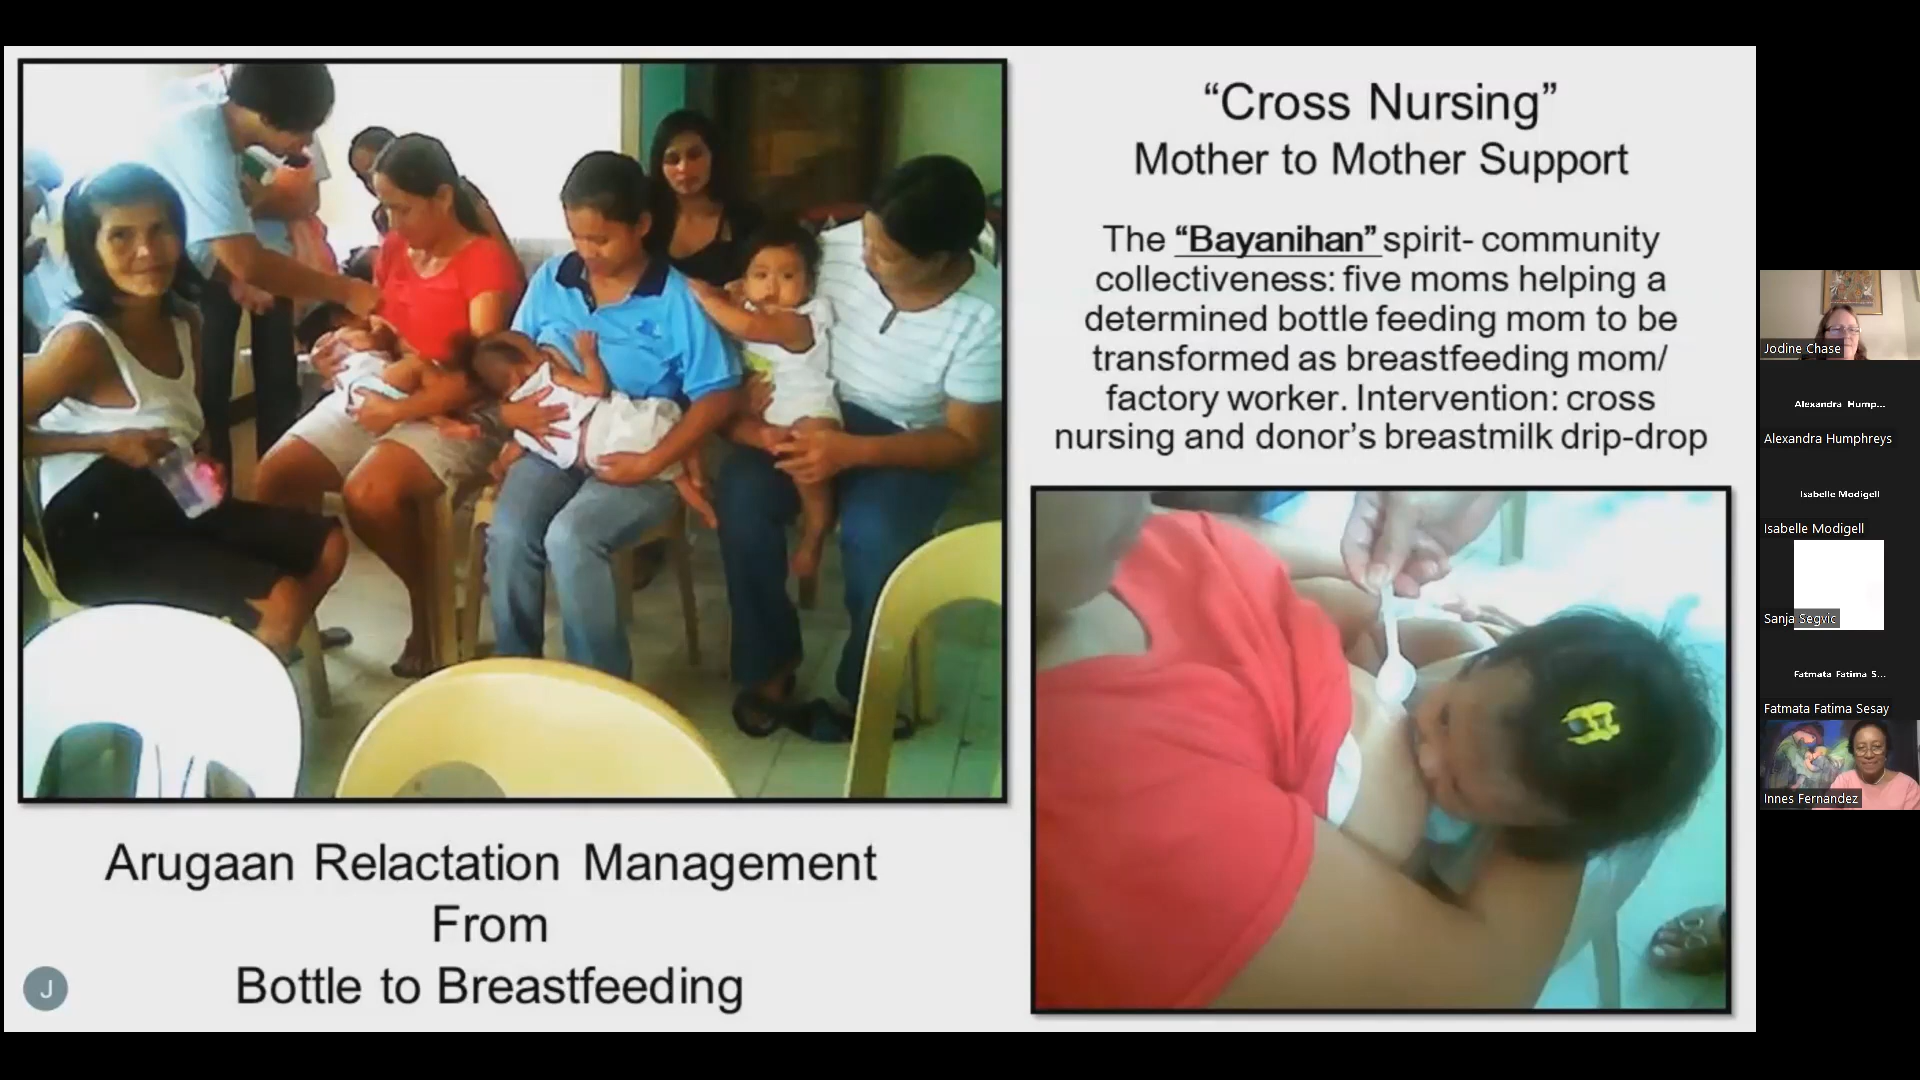 “Cross Nursing”
Mother to Mother Support
The “Bayanihan” spirit- community
collectiveness: five moms helping a
determined bottle feeding mom to be
transformed as breastfeeding mom/
factory worker. Intervention: cross
nursing and donor’s breastmilk drip-drop
Arugaan Relactation Management
From
Bottle to Breastfeeding
J
Jodine Chase
Alexandra Hump...
Alexandra Humphreys
Isabelle Modigell
Isabelle Modigell
Sanja Segvic
Fatmata Fatima S...
Fatmata Fatima Sesay
Innes Fernandez